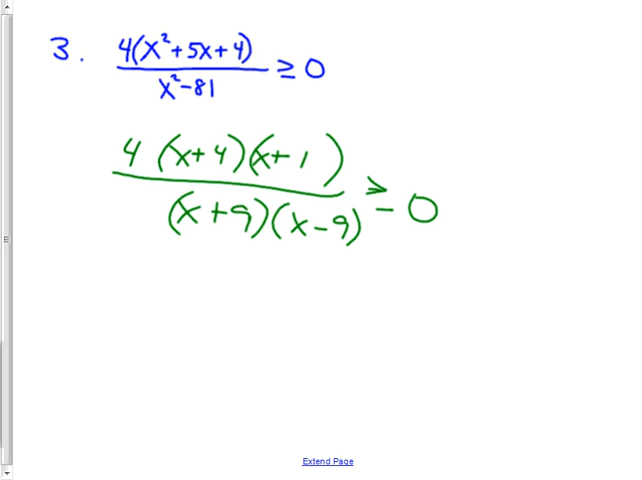 3. 4(x²+5x+4)/(x²-81) ≥ 0
4(x+4)(x+1)/((x+9)(x-9)) ≥ 0
Extend Page